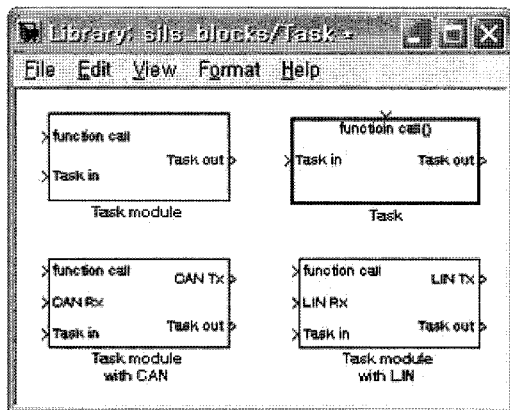 Library: sils_blocks/Task *
File Edit View Format Help
function call
Task in
Task out
Task module
functioin call()
Task in
Task out
Task
function call
CAN Rx
Task in
CAN Tx
Task out
Task module
with CAN
function call
LIN Rx
Task in
LIN Tx
Task out
Task module
with LIN